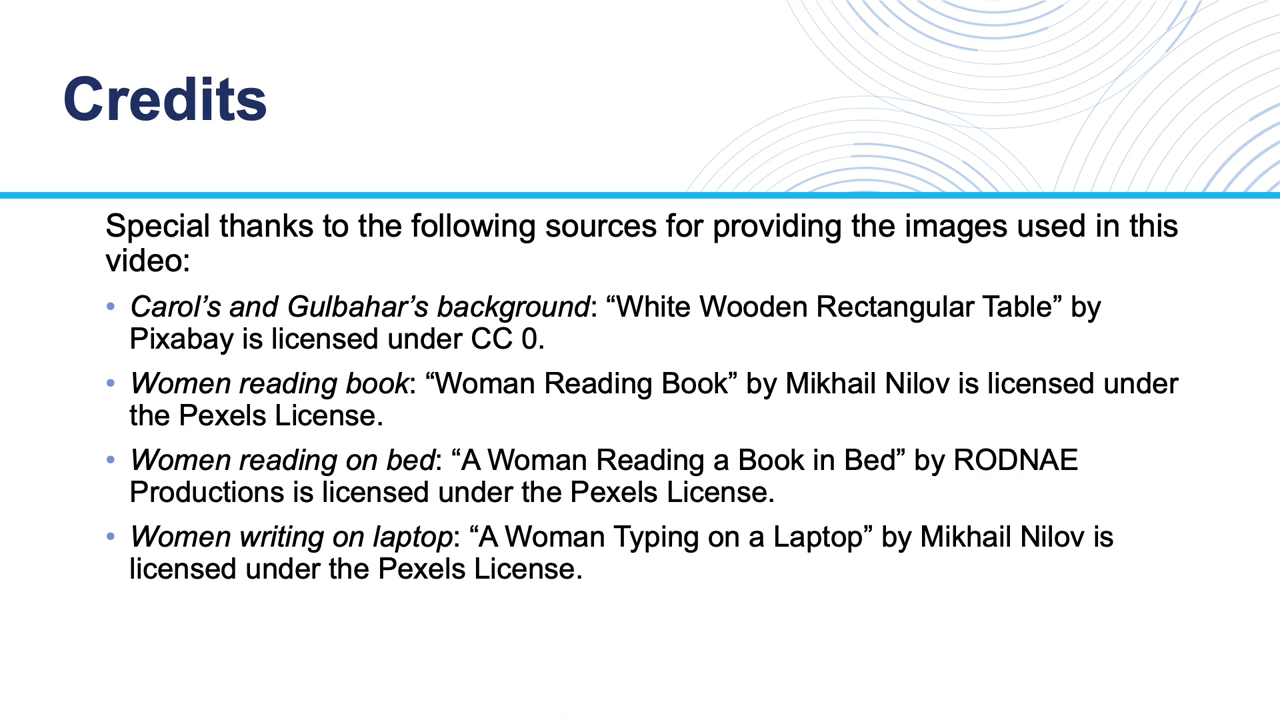 Credits
Special thanks to the following sources for providing the images used in this
video:
• Carol’s and Gulbahar’s background: “White Wooden Rectangular Table” by
Pixabay is licensed under CC 0.
• Women reading book: “Woman Reading Book” by Mikhail Nilov is licensed under
the Pexels License.
• Women reading on bed: “A Woman Reading a Book in Bed” by RODNAE
Productions is licensed under the Pexels License.
• Women writing on laptop: “A Woman Typing on a Laptop” by Mikhail Nilov is
licensed under the Pexels License.